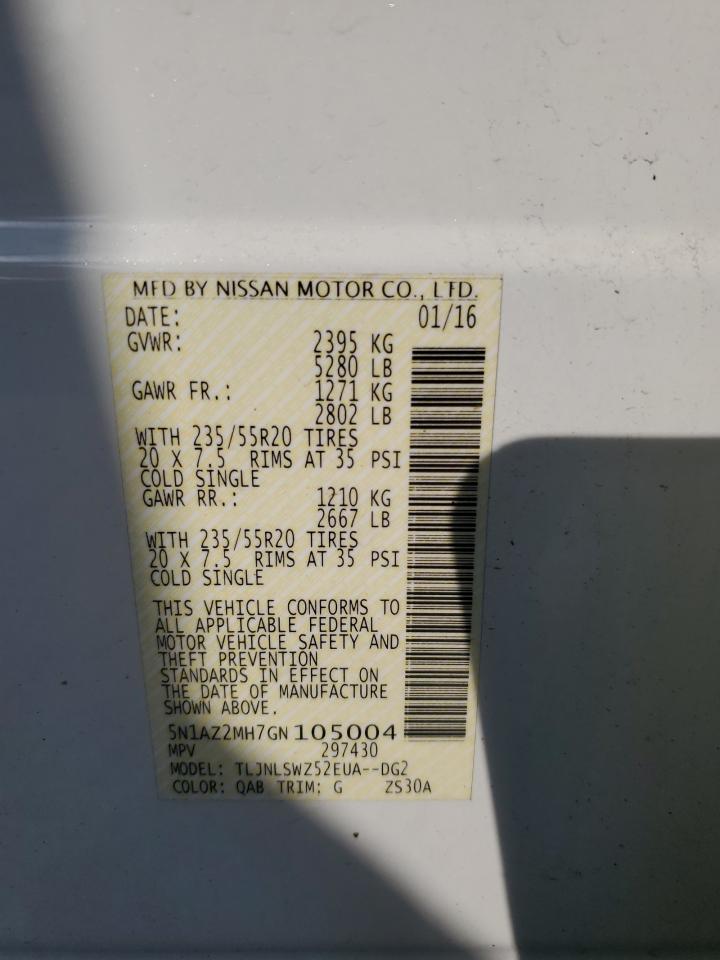 MFD BY NISSAN MOTOR CO., LTD.
DATE: 01/16
GVWR: 2395 KG
5280 LB
GAWR FR.: 1271 KG
2802 LB
WITH 235/55R20 TIRES
20 X 7.5 RIMS AT 35 PSI
COLD SINGLE
GAWR RR.: 1210 KG
2667 LB
WITH 235/55R20 TIRES
20 X 7.5 RIMS AT 35 PSI
COLD SINGLE
THIS VEHICLE CONFORMS TO
ALL APPLICABLE FEDERAL
MOTOR VEHICLE SAFETY AND
THEFT PREVENTION
STANDARDS IN EFFECT ON
THE DATE OF MANUFACTURE
SHOWN ABOVE.
5N1AZ2MH7GN105004
MPV 297430
MODEL: TLJNLSWZ52EUA--DG2
COLOR: QAB TRIM: G ZS30A